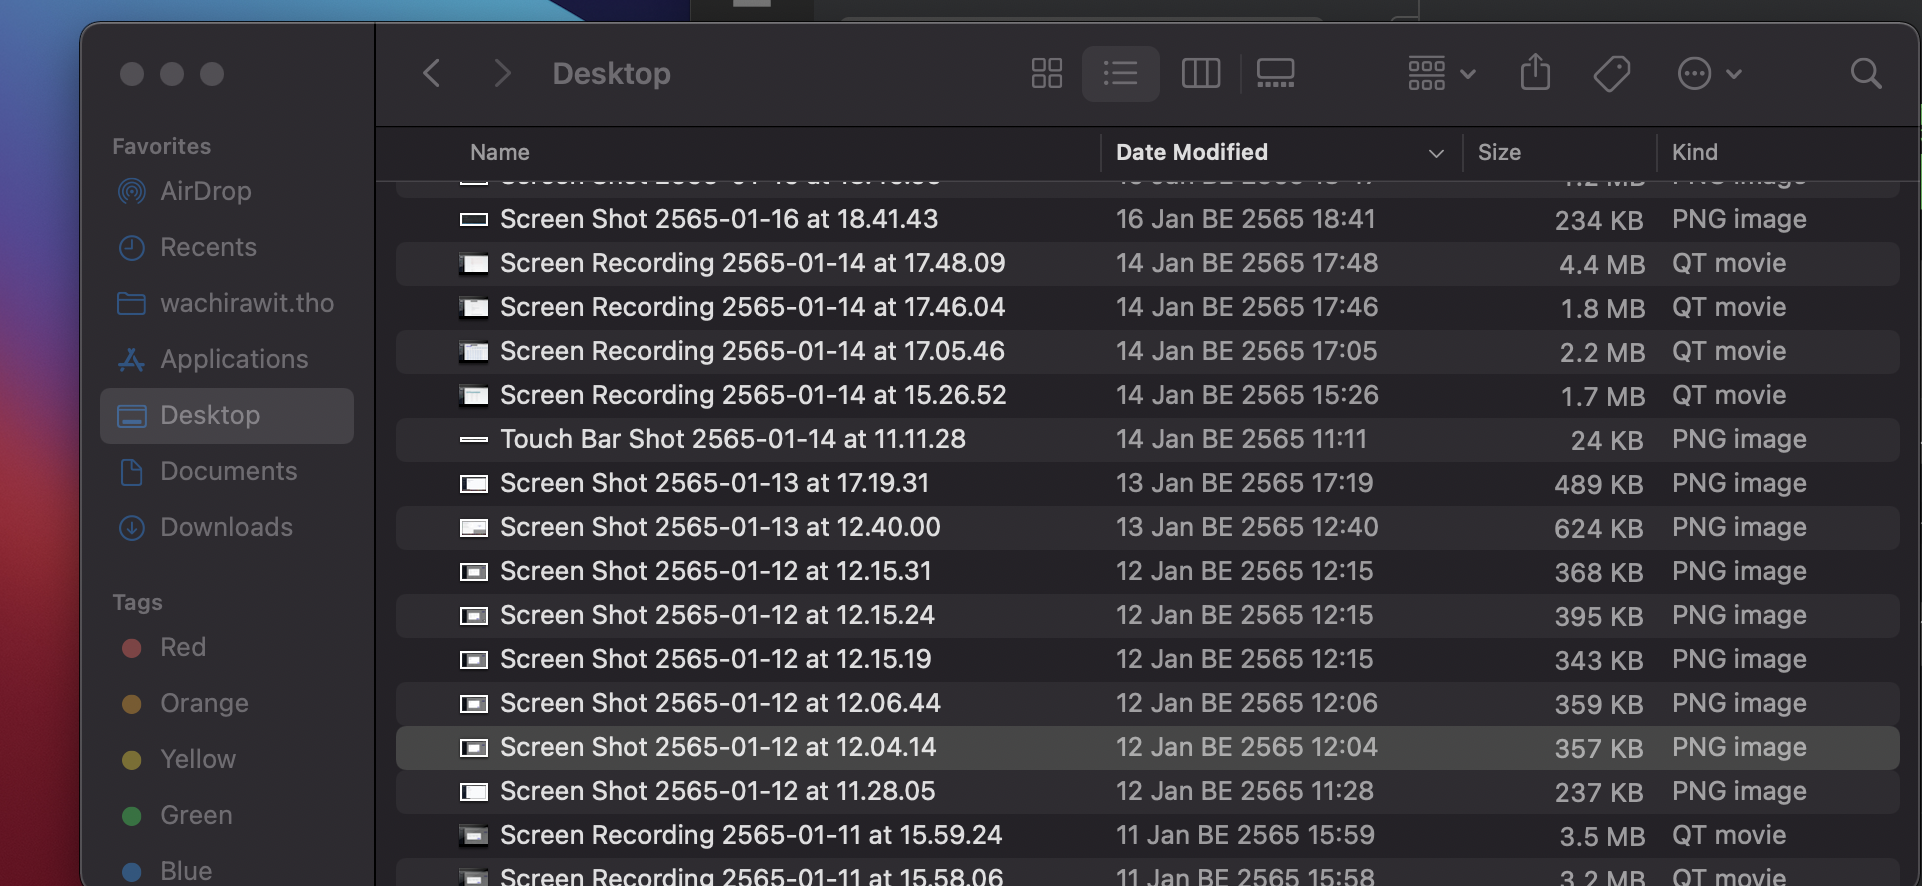 Desktop
Favorites
AirDrop
Recents
wachirawit.tho
Applications
Desktop
Documents
Downloads
Tags
Red
Orange
Yellow
Green
Blue
Name Date Modified Size Kind
Screen Shot 2565-01-16 at 18.41.43 16 Jan BE 2565 18:41 234 KB PNG image
Screen Recording 2565-01-14 at 17.48.09 14 Jan BE 2565 17:48 4.4 MB QT movie
Screen Recording 2565-01-14 at 17.46.04 14 Jan BE 2565 17:46 1.8 MB QT movie
Screen Recording 2565-01-14 at 17.05.46 14 Jan BE 2565 17:05 2.2 MB QT movie
Screen Recording 2565-01-14 at 15.26.52 14 Jan BE 2565 15:26 1.7 MB QT movie
Touch Bar Shot 2565-01-14 at 11.11.28 14 Jan BE 2565 11:11 24 KB PNG image
Screen Shot 2565-01-13 at 17.19.31 13 Jan BE 2565 17:19 489 KB PNG image
Screen Shot 2565-01-13 at 12.40.00 13 Jan BE 2565 12:40 624 KB PNG image
Screen Shot 2565-01-12 at 12.15.31 12 Jan BE 2565 12:15 368 KB PNG image
Screen Shot 2565-01-12 at 12.15.24 12 Jan BE 2565 12:15 395 KB PNG image
Screen Shot 2565-01-12 at 12.15.19 12 Jan BE 2565 12:15 343 KB PNG image
Screen Shot 2565-01-12 at 12.06.44 12 Jan BE 2565 12:06 359 KB PNG image
Screen Shot 2565-01-12 at 12.04.14 12 Jan BE 2565 12:04 357 KB PNG image
Screen Shot 2565-01-12 at 11.28.05 12 Jan BE 2565 11:28 237 KB PNG image
Screen Recording 2565-01-11 at 15.59.24 11 Jan BE 2565 15:59 3.5 MB QT movie
Screen Recording 2565-01-11 at 15.58.06 11 Jan BE 2565 15:58 3.2 MB QT movie